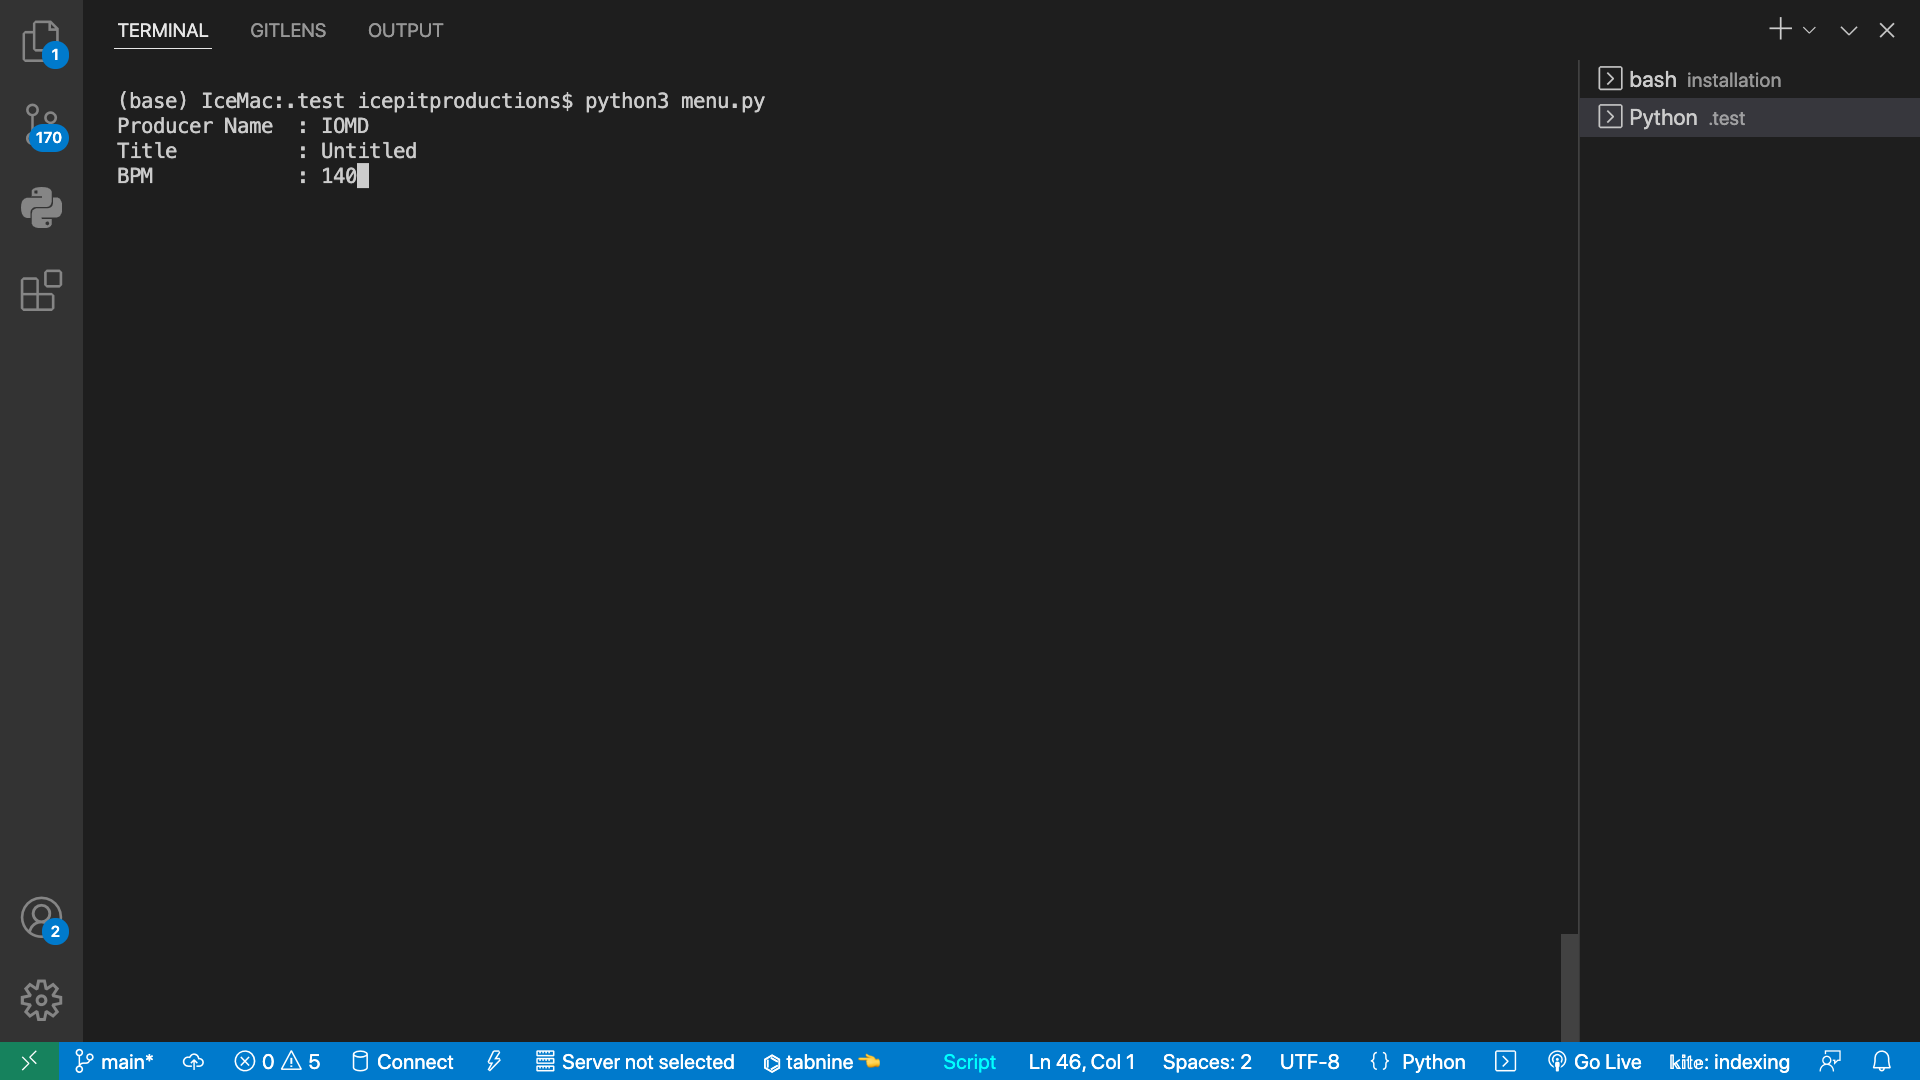 TERMINAL GITLENS OUTPUT
1
170
2
(base) IceMac:.test icepitproductions$ python3 menu.py
Producer Name : IOMD
Title : Untitled
BPM : 140
bash installation
Python .test
main* 0 5 Connect Server not selected tabnine Script Ln 46, Col 1 Spaces: 2 UTF-8 {} Python Go Live kite: indexing